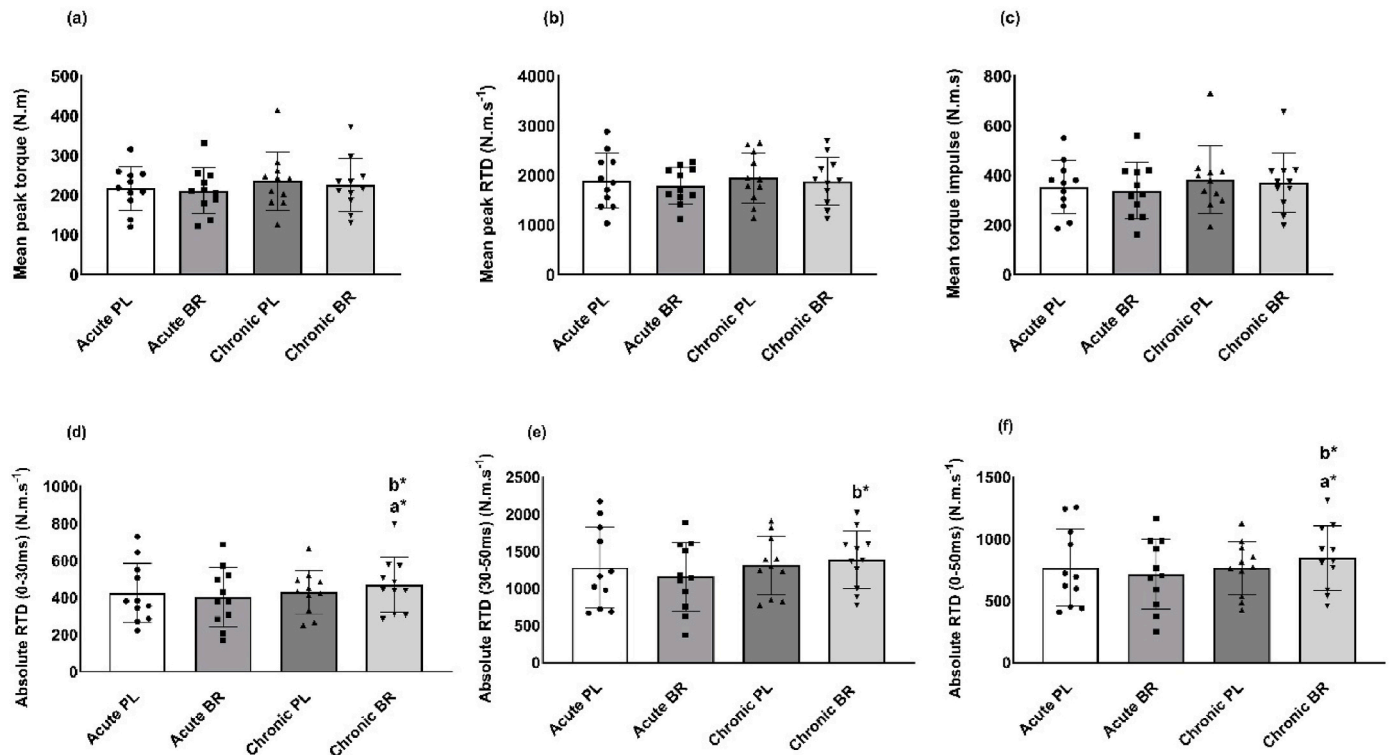 (a)
Mean peak torque (N.m)
500
400
300
200
100
0
Acute PL
Acute BR
Chronic PL
Chronic BR
(b)
Mean peak RTD (N.m.s-1)
4000
3000
2000
1000
0
Acute PL
Acute BR
Chronic PL
Chronic BR
(c)
Mean torque impulse (N.m.s)
800
600
400
200
0
Acute PL
Acute BR
Chronic PL
Chronic BR
(d)
Absolute RTD (0-30ms) (N.m.s-1)
1000
800
600
400
200
0
b*
a*
Acute PL
Acute BR
Chronic PL
Chronic BR
(e)
Absolute RTD (30-50ms) (N.m.s-1)
2500
2000
1500
1000
500
0
b*
Acute PL
Acute BR
Chronic PL
Chronic BR
(f)
Absolute RTD (0-50ms) (N.m.s-1)
1500
1000
500
0
b*
a*
Acute PL
Acute BR
Chronic PL
Chronic BR